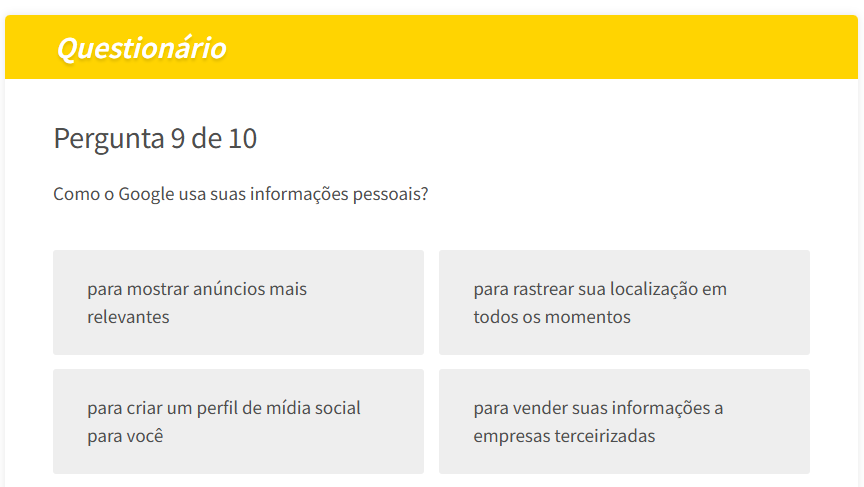 Questionário
Pergunta 9 de 10
Como o Google usa suas informações pessoais?
para mostrar anúncios mais
relevantes
para rastrear sua localização em
todos os momentos
para criar um perfil de mídia social
para você
para vender suas informações a
empresas terceirizadas